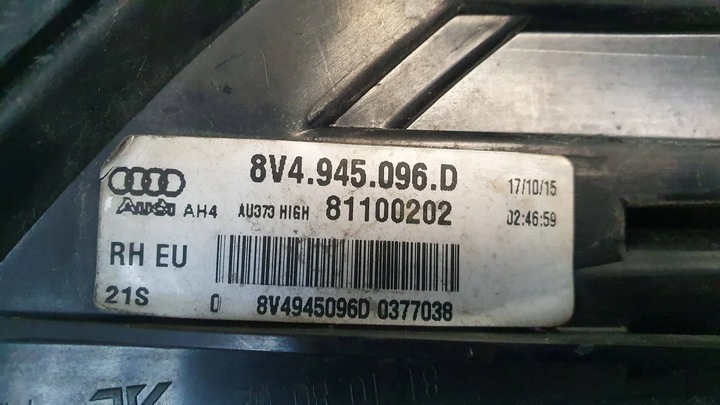 8V4.945.096.D 17/10/15
Audi AH4 AU373 HIGH 81100202 02:46:59
RH EU
21S 0 8V4945096D 0377038